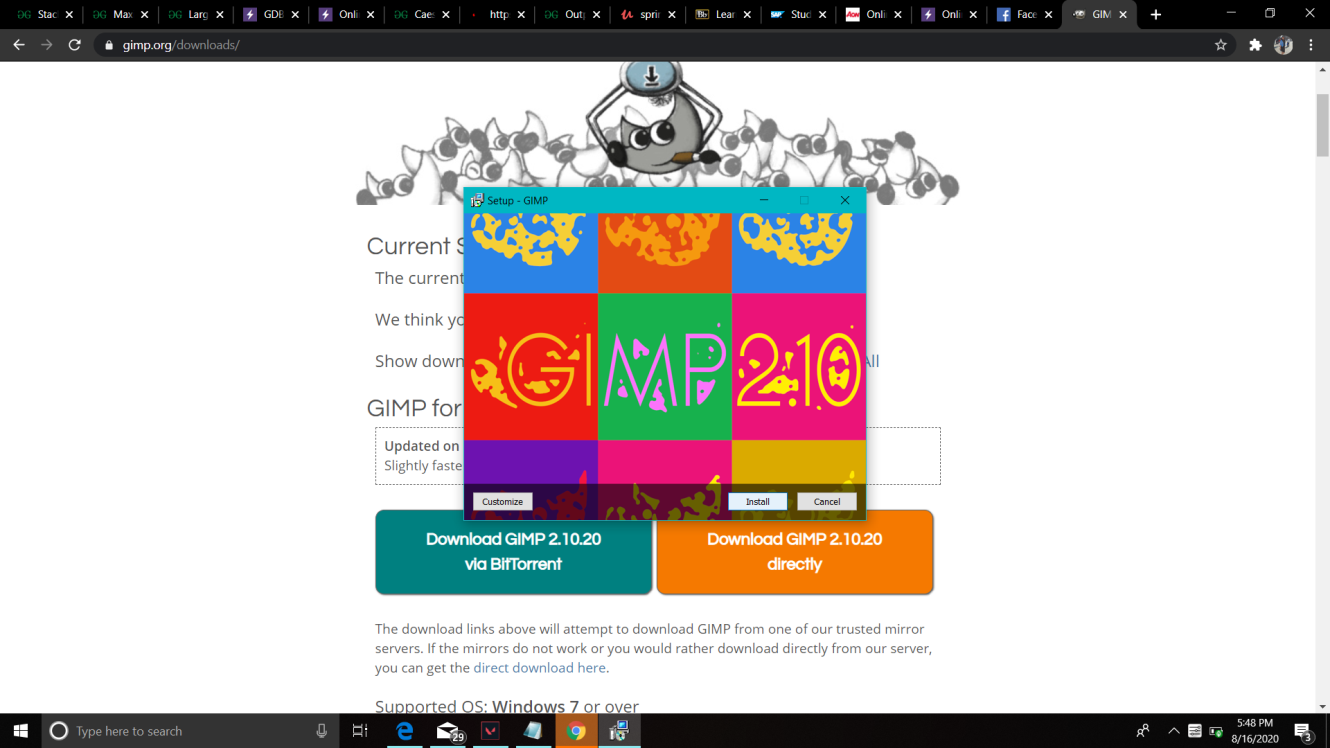 Stac
Max
Larg
GDB
Onli
Caes
http
Outp
sprin
Lear
Stud
Onli
Onli
Face
GIM
gimp.org/downloads/
Setup - GIMP
Current S
The current
We think yo
Show down
All
GIMP for
GIMP 2.10
Updated on
Slightly faste
Customize
Install
Cancel
Download GIMP 2.10.20
via BitTorrent
Download GIMP 2.10.20
directly
The download links above will attempt to download GIMP from one of our trusted mirror
servers. If the mirrors do not work or you would rather download directly from our server,
you can get the direct download here.
Supported OS: Windows 7 or over
Type here to search
29
5:48 PM
8/16/2020
3